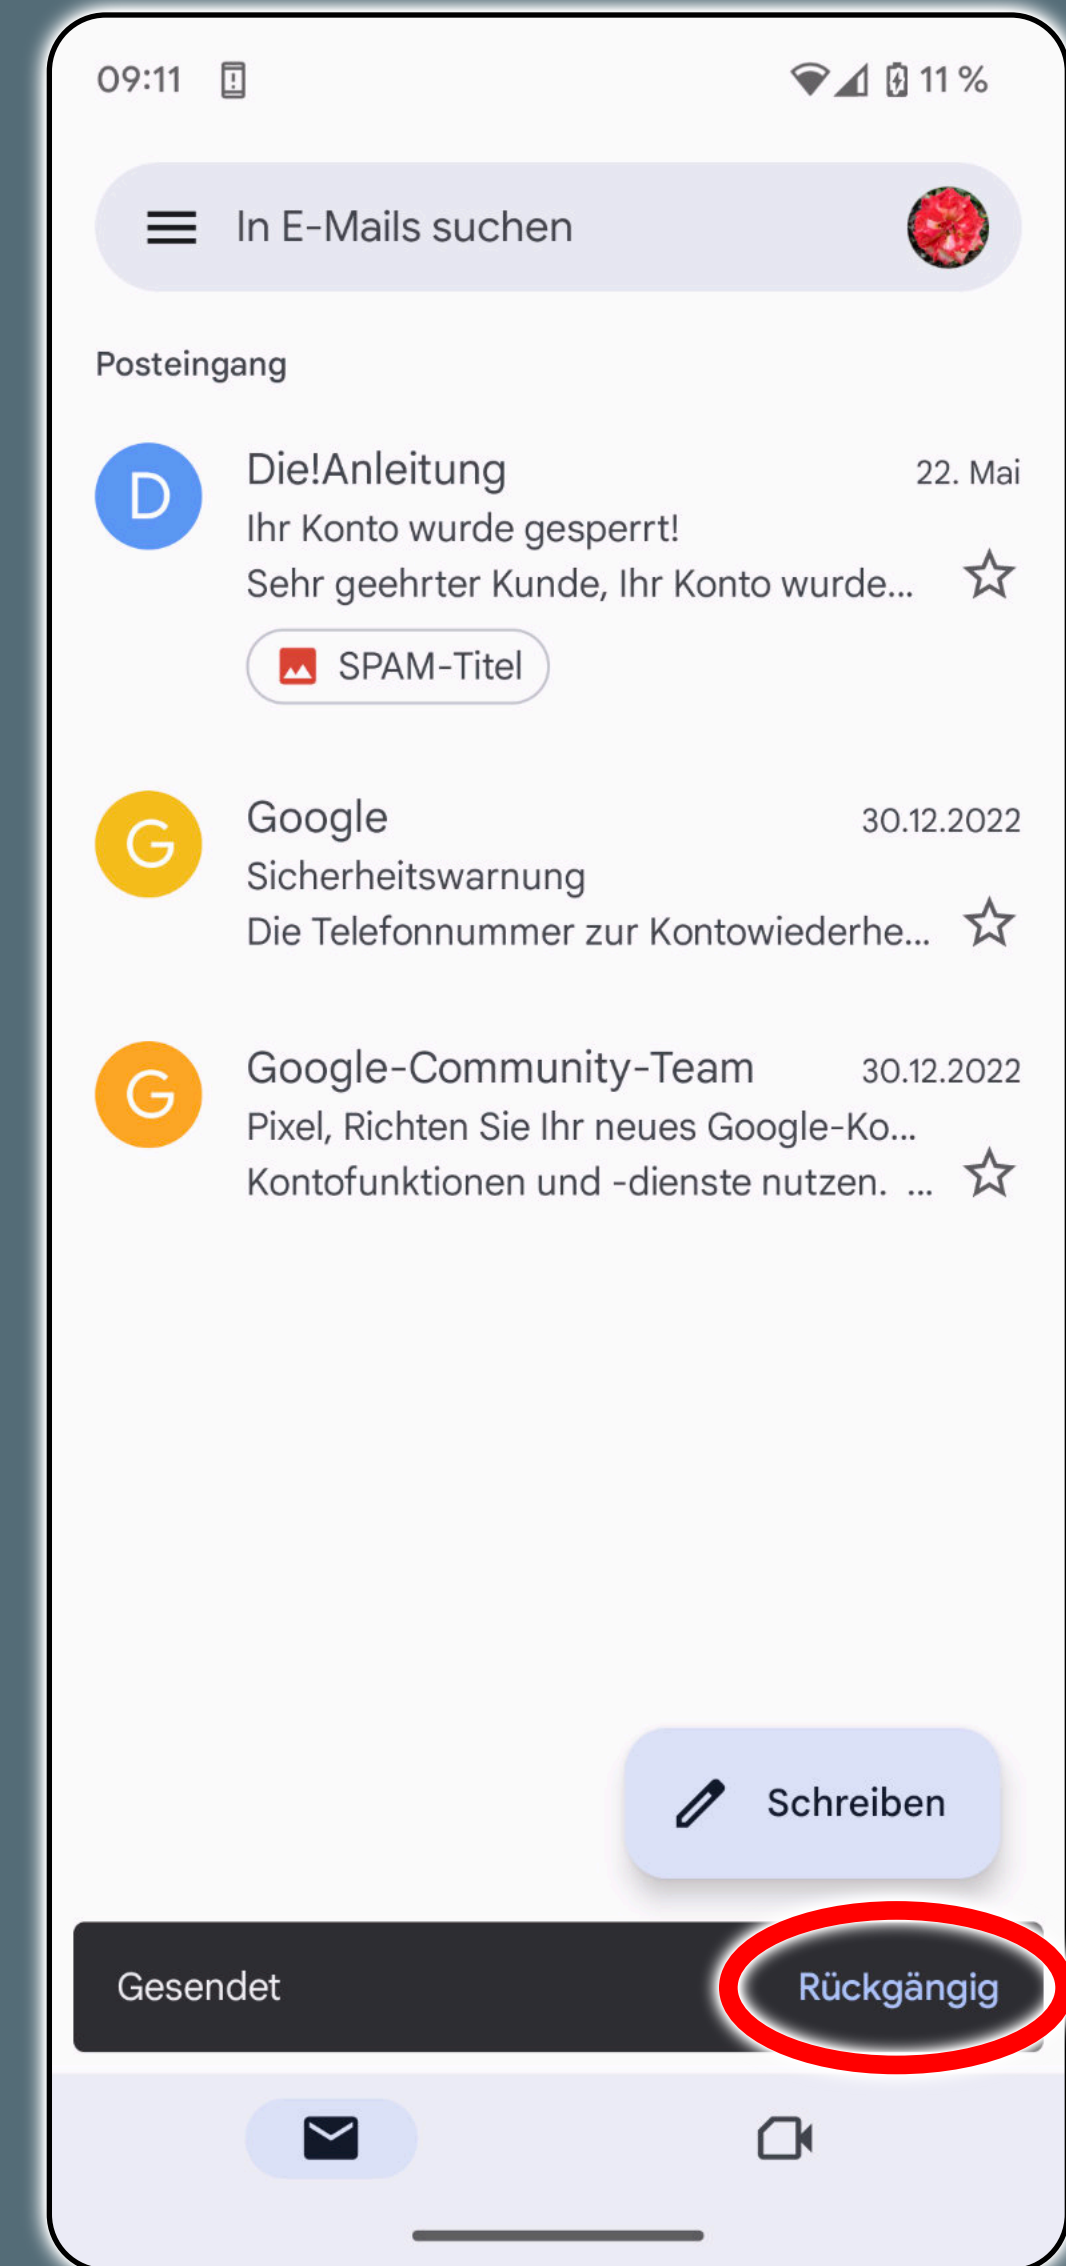 09:11 11 %
In E-Mails suchen
Posteingang
D
Die!Anleitung 22. Mai
Ihr Konto wurde gesperrt!
Sehr geehrter Kunde, Ihr Konto wurde...
SPAM-Titel
G
Google 30.12.2022
Sicherheitswarnung
Die Telefonnummer zur Kontowiederhe...
G
Google-Community-Team 30.12.2022
Pixel, Richten Sie Ihr neues Google-Ko...
Kontofunktionen und -dienste nutzen. ...
Schreiben
Gesendet Rückgängig